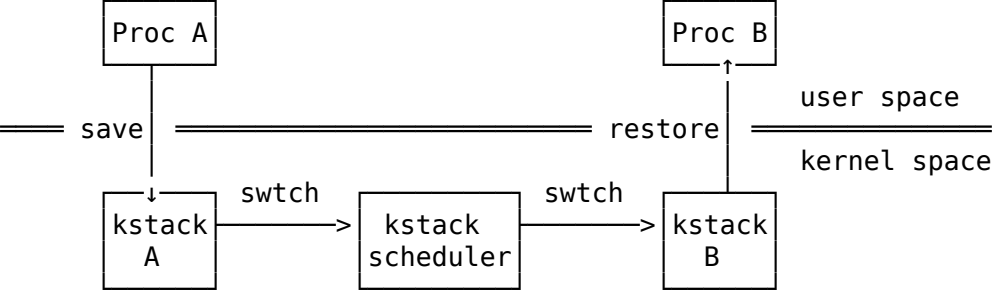 Proc A
Proc B
user space
save
restore
kernel space
swtch
swtch
kstack
A
kstack
scheduler
kstack
B